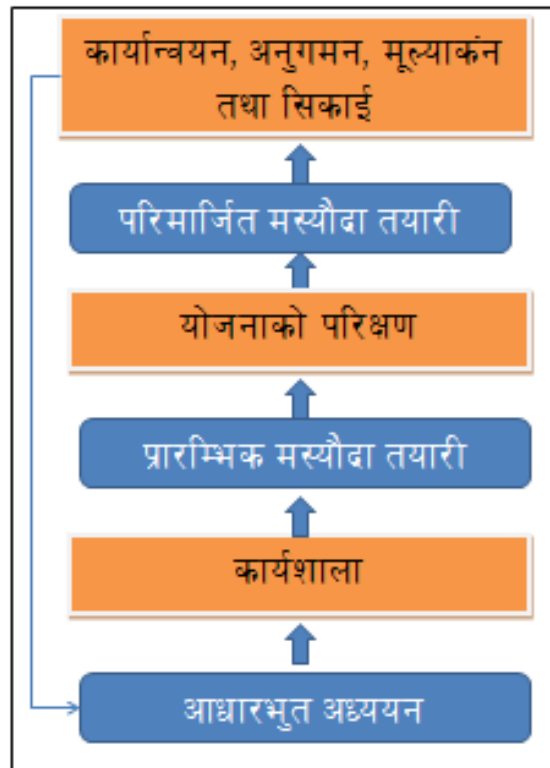 कार्यान्वयन, अनुगमन, मूल्याकंन
तथा सिकाई
परिमार्जित मस्यौदा तयारी
योजनाको परिक्षण
प्रारम्भिक मस्यौदा तयारी
कार्यशाला
आधारभुत अध्ययन